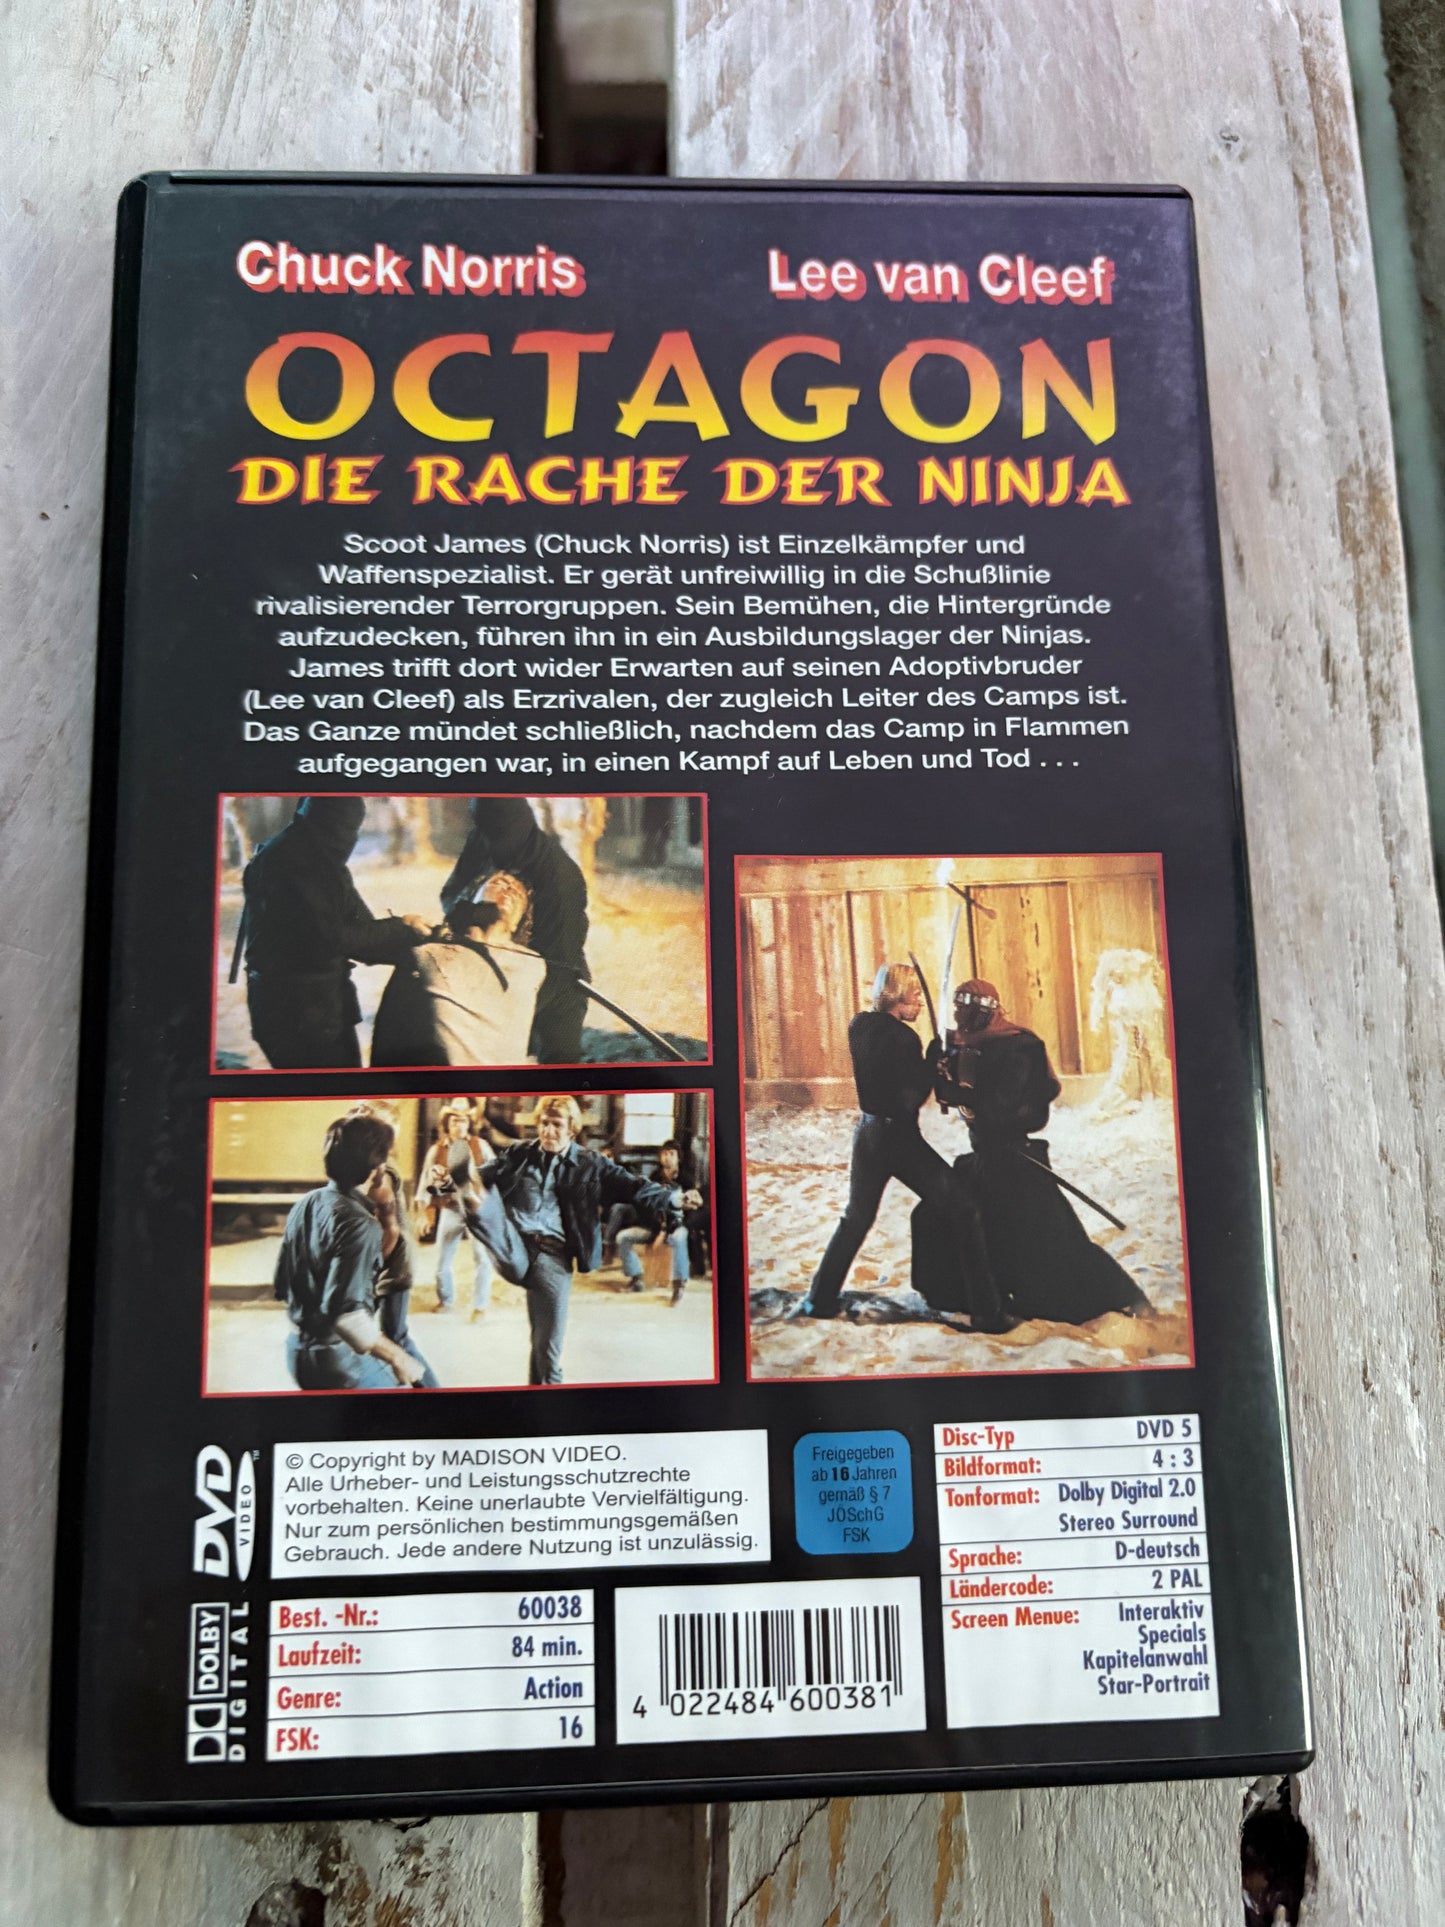 Chuck Norris
Lee van Cleef
OCTAGON
DIE RACHE DER NINJA
Scoot James (Chuck Norris) ist Einzelkämpfer und
Waffenspezialist. Er gerät unfreiwillig in die Schußlinie
rivalisierender Terrorgruppen. Sein Bemühen, die Hintergründe
aufzudecken, führen ihn in ein Ausbildungslager der Ninjas.
James trifft dort wider Erwarten auf seinen Adoptivbruder
(Lee van Cleef) als Erzrivalen, der zugleich Leiter des Camps ist.
Das Ganze mündet schließlich, nachdem das Camp in Flammen
aufgegangen war, in einen Kampf auf Leben und Tod . . .
DVD
VIDEO
TM
© Copyright by MADISON VIDEO.
Alle Urheber- und Leistungsschutzrechte
vorbehalten. Keine unerlaubte Vervielfältigung.
Nur zum persönlichen bestimmungsgemäßen
Gebrauch. Jede andere Nutzung ist unzulässig.
Freigegeben
ab 16 Jahren
gemäß § 7
JÖSchG
FSK
Disc-Typ DVD 5
Bildformat: 4 : 3
Tonformat: Dolby Digital 2.0
Stereo Surround
Sprache: D-deutsch
Ländercode: 2 PAL
Screen Menue: Interaktiv
Specials
Kapitelanwahl
Star-Portrait
DOLBY
DIGITAL
Best. -Nr.: 60038
Laufzeit: 84 min.
Genre: Action
FSK: 16
4 022484 600381